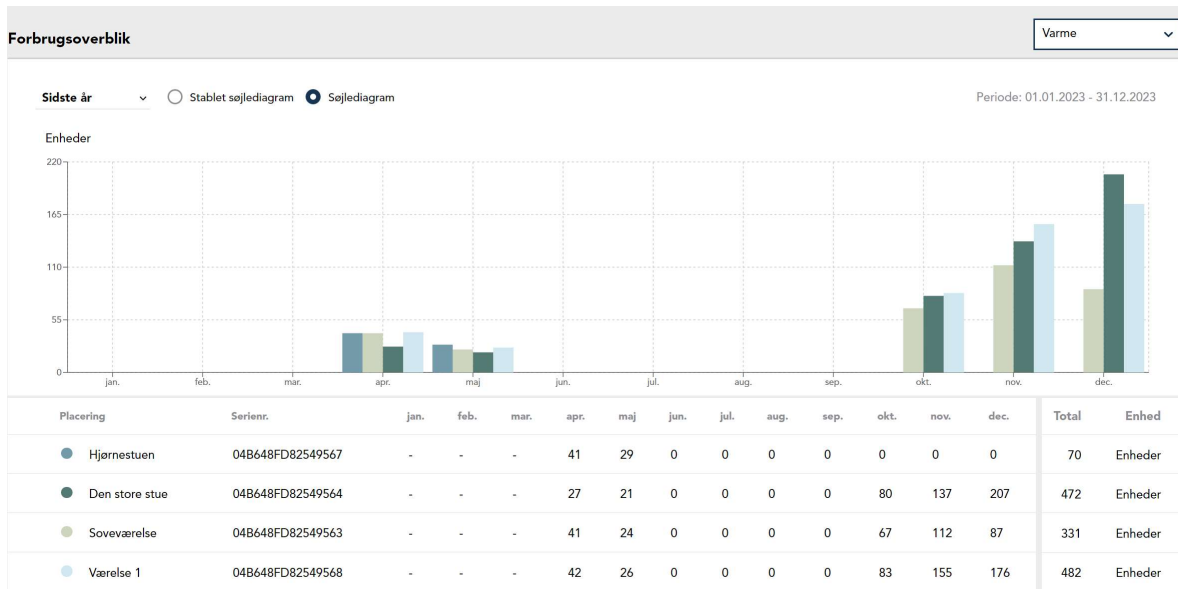 Forbrugsoverblik
Varme
Sidste år
Stablet søjlediagram
Søjlediagram
Periode: 01.01.2023 - 31.12.2023
Enheder
220
165
110
55
0
jan. feb. mar. apr. maj jun. jul. aug. sep. okt. nov. dec.
Placering Serienr. jan. feb. mar. apr. maj jun. jul. aug. sep. okt. nov. dec. Total Enhed
Hjørnestuen 04B648FD82549567 - - - 41 29 0 0 0 0 0 0 0 70 Enheder
Den store stue 04B648FD82549564 - - - 27 21 0 0 0 0 80 137 207 472 Enheder
Soveværelse 04B648FD82549563 - - - 41 24 0 0 0 0 67 112 87 331 Enheder
Værelse 1 04B648FD82549568 - - - 42 26 0 0 0 0 83 155 176 482 Enheder